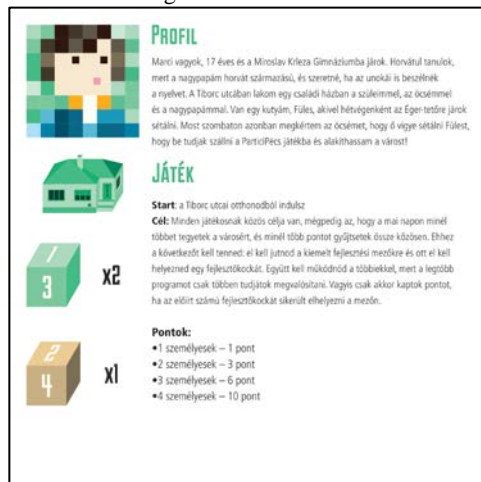 PROFIL
Marci vagyok, 17 éves és a Miroslav Krleza Gimnáziumba járok. Horvátul tanulok,
mert a nagypapám horvát származású, és szeretné, ha az unokái is beszélnék
a nyelvet. A Tiborc utcában lakom egy családi házban a szüleimmel, az öcsémmel
és a nagypapámmal. Van egy kutyám, Füles, akivel hétvégenként az Éger-tetőre járok
sétálni. Most szombaton azonban megkértem az öcsémet, hogy ő vigye sétálni Fülest,
hogy be tudjak szállni a ParticiPécs játékba és alakíthassam a várost!
JÁTÉK
Start: a Tiborc utcai otthonodból indulsz
Cél: Minden játékosnak közös célja van, mégpedig az, hogy a mai napon minél
többet tegyetek a városért, és minél több pontot gyűjtsetek össze közösen. Ehhez
a következőt kell tenned: el kell jutnod a kiemelt fejlesztési mezőkre és ott el kell
helyezned egy fejlesztőkockát. Együtt kell működnöd a többiekkel, mert a legtöbb
programot csak többen tudjátok megvalósítani. Vagyis csak akkor kaptok pontot,
ha az előírt számú fejlesztőkockát sikerült elhelyezni a mezőn.
1
3
x2
2
4
x1
Pontok:
•1 személyesek – 1 pont
•2 személyesek – 3 pont
•3 személyesek – 6 pont
•4 személyesek – 10 pont